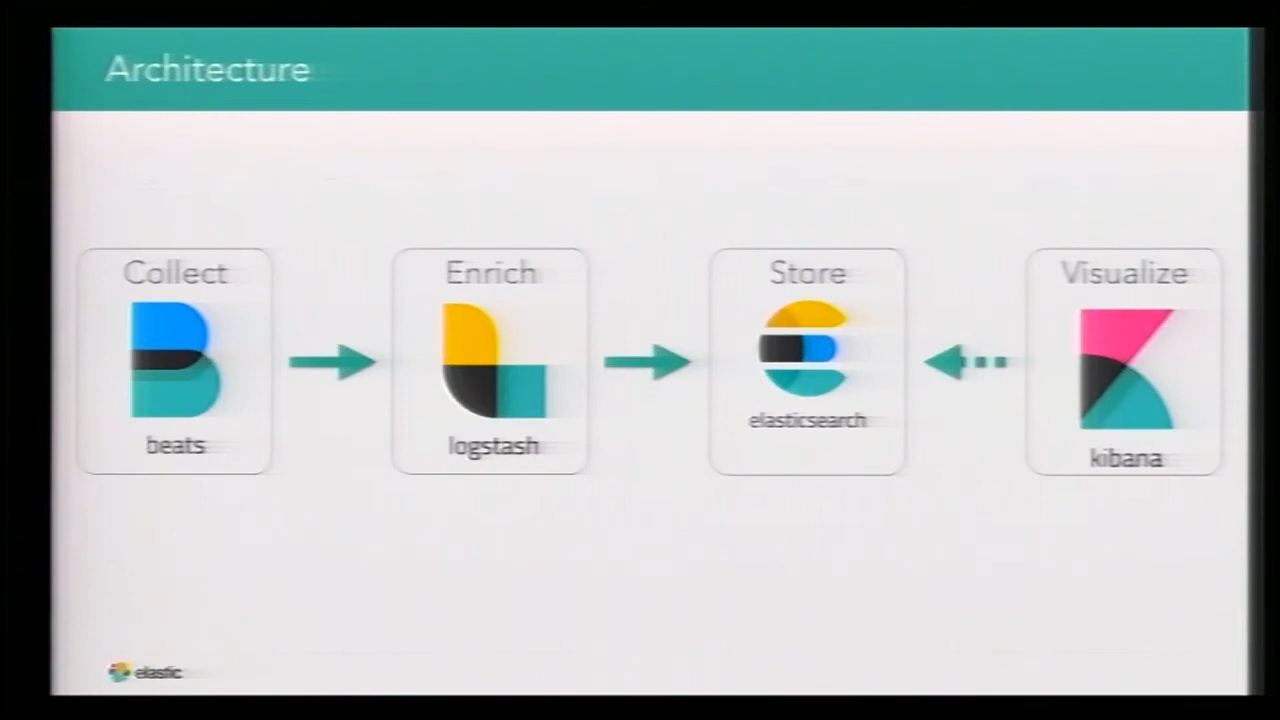 Architecture
Collect
beats
Enrich
logstash
Store
elasticsearch
Visualize
kibana
elastic